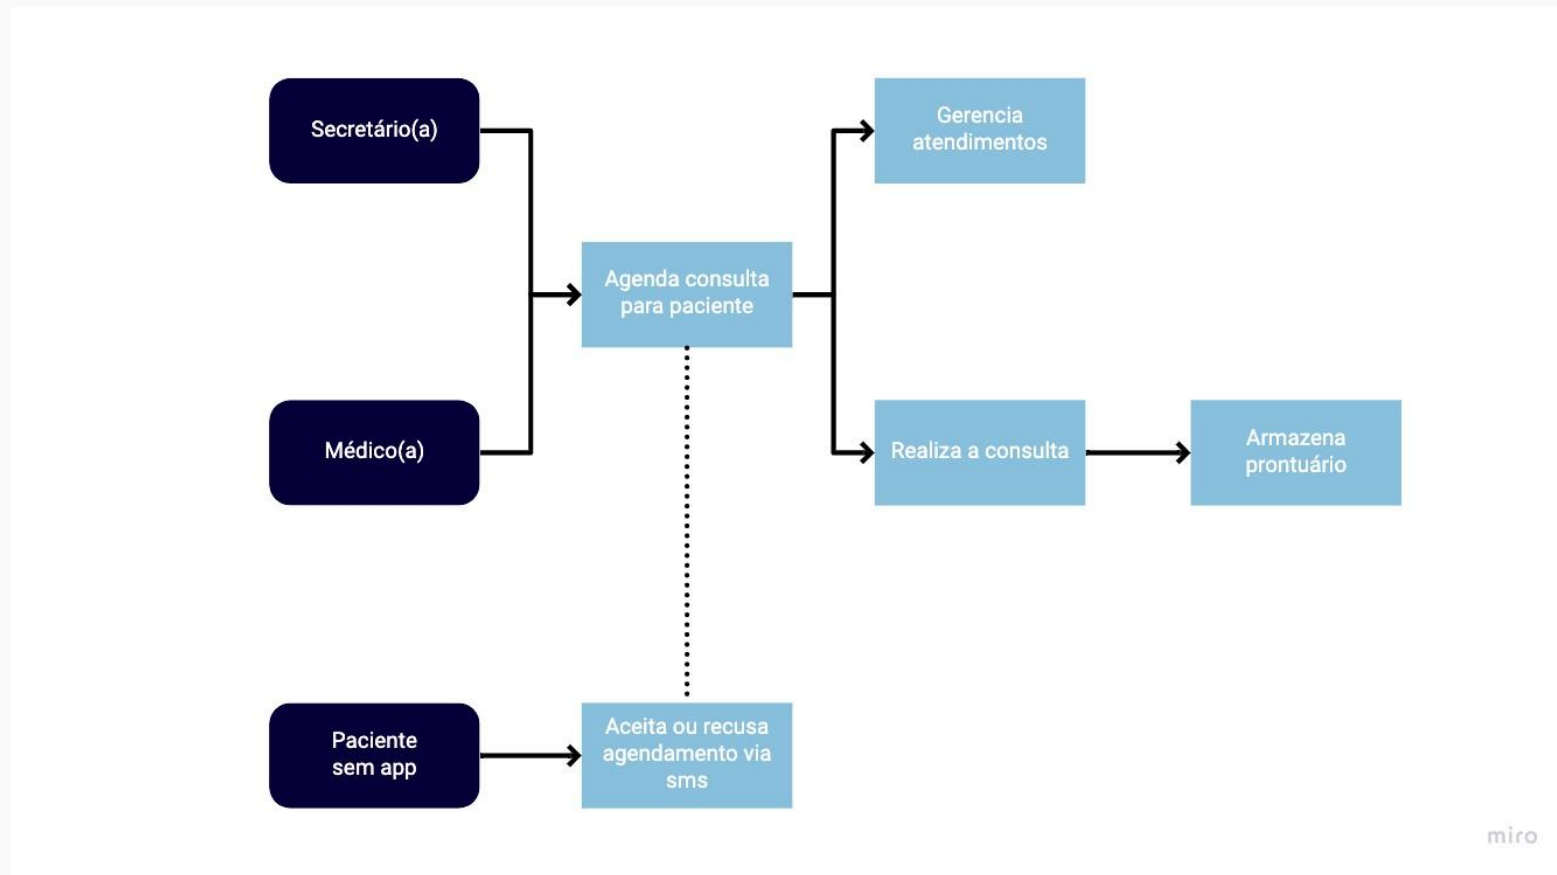 Secretário(a)
Gerencia
atendimentos
Agenda consulta
para paciente
Médico(a)
Realiza a consulta
Armazena
prontuário
Paciente
sem app
Aceita ou recusa
agendamento via
sms
miro